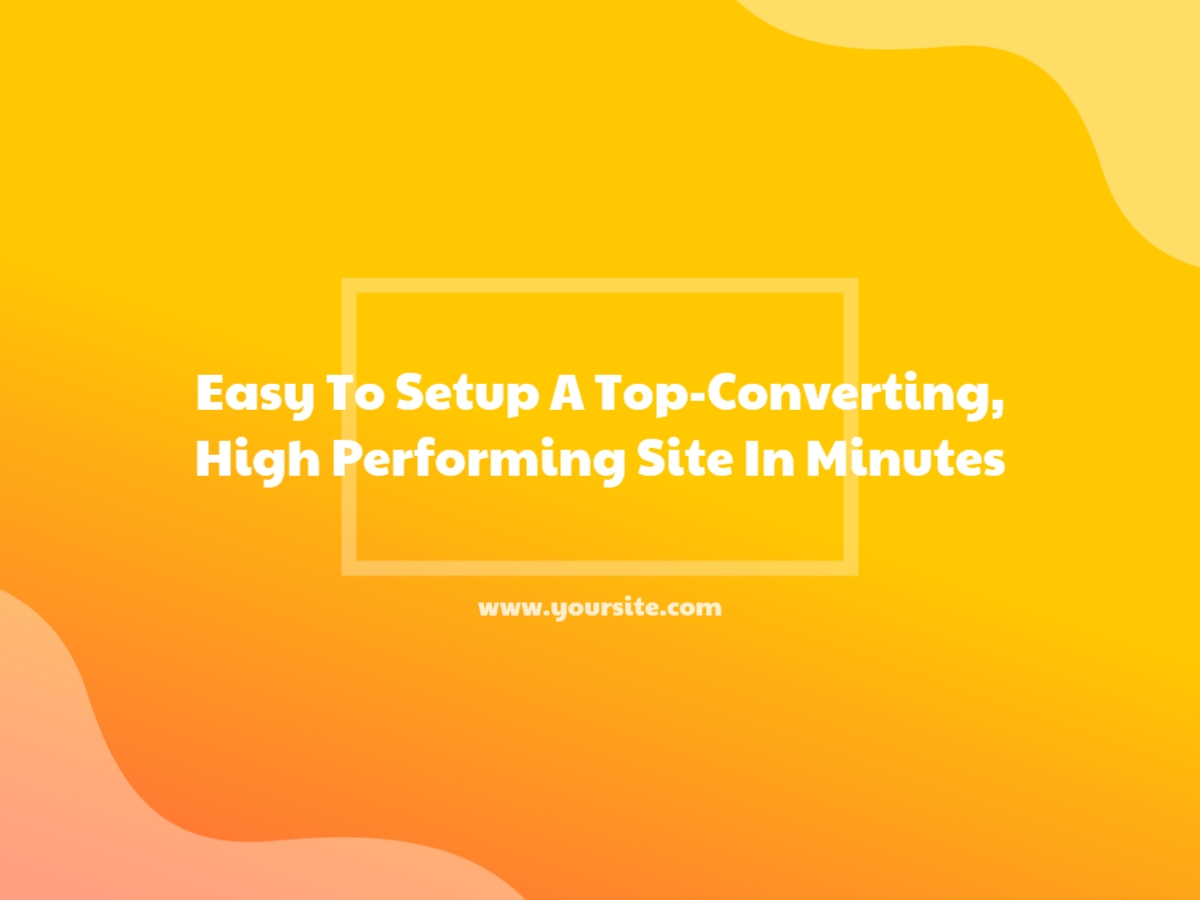 Easy To Setup A Top-Converting,
High Performing Site In Minutes
www.yoursite.com